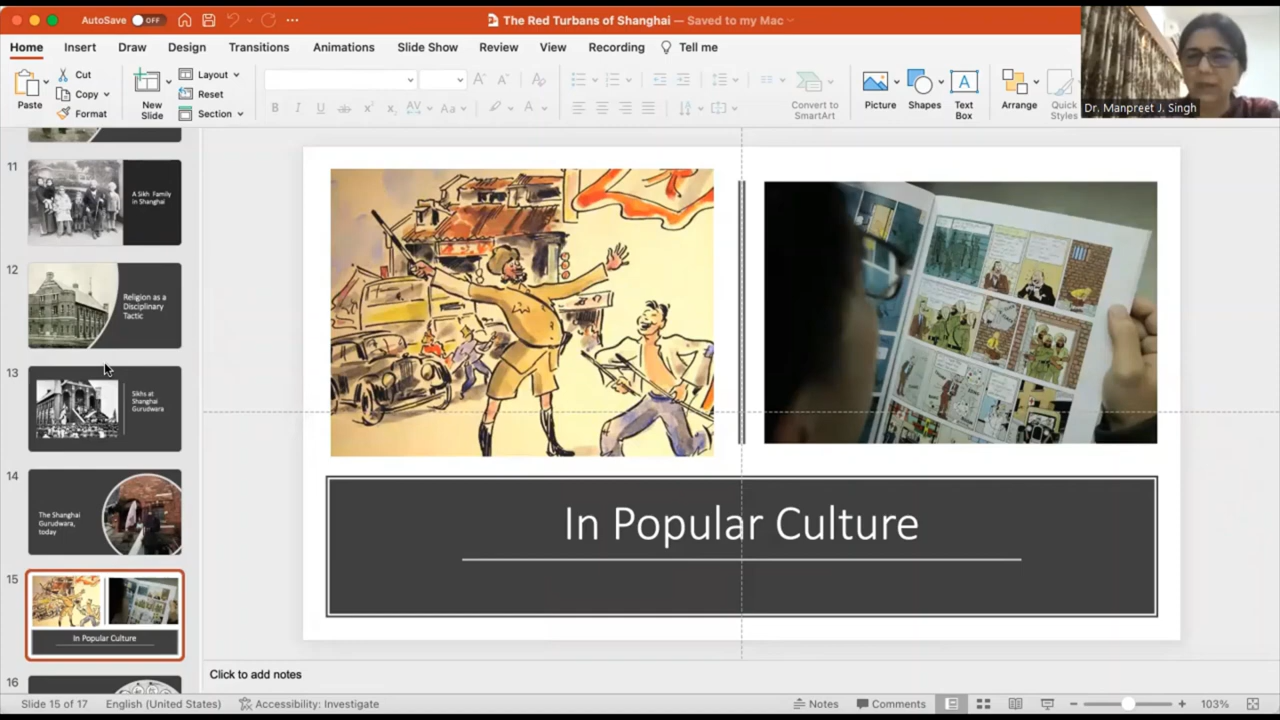 AutoSave OFF
The Red Turbans of Shanghai — Saved to my Mac
Home Insert Draw Design Transitions Animations Slide Show Review View Recording Tell me
Paste
Cut
Copy
Format
New
Slide
Layout
Reset
Section
Convert to
SmartArt
Picture
Shapes
Text
Box
Arrange
Quick
Styles
Dr. Manpreet J. Singh
11
A Sikh Family
in Shanghai
12
Religion as a
Disciplinary
Tactic
13
Sikhs at
Shanghai
Gurudwara
14
The Shanghai
Gurudwara,
today
15
In Popular Culture
16
In Popular Culture
Click to add notes
Slide 15 of 17 English (United States) Accessibility: Investigate Notes Comments 103%